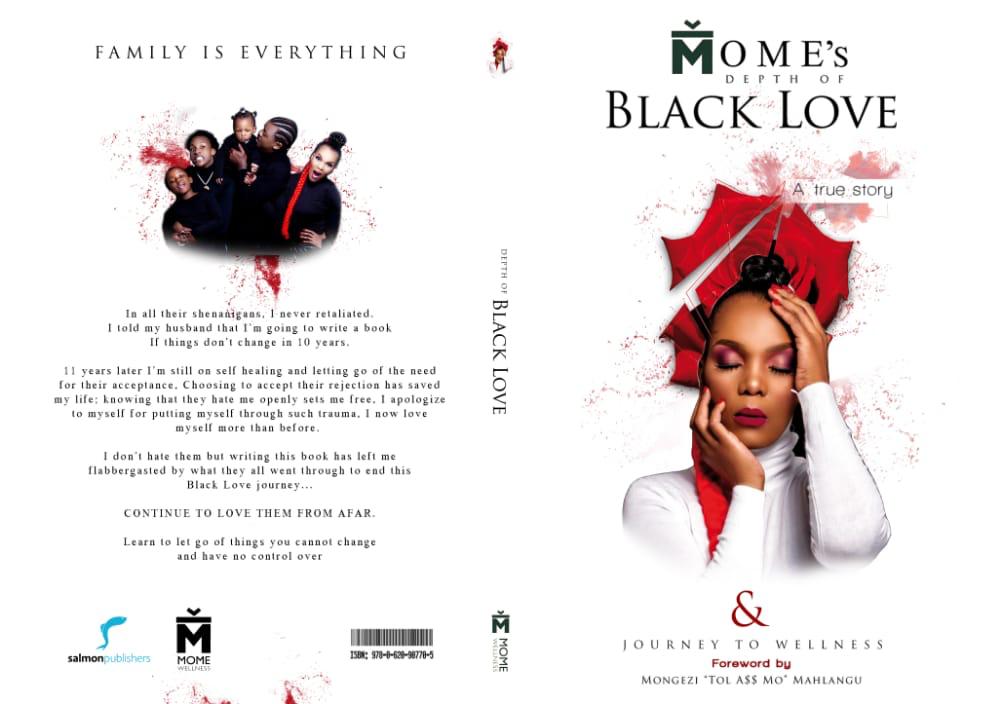 FAMILY IS EVERYTHING
In all their shenanigans, I never retaliated.
I told my husband that I'm going to write a book
If things don't change in 10 years.
11 years later I'm still on self healing and letting go of the need
for their acceptance, Choosing to accept their rejection has saved
my life; knowing that they hate me openly sets me free, I apologize
to myself for putting myself through such trauma, I now love
myself more than before.
I don't hate them but writing this book has left me
flabbergasted by what they all went through to end this
Black Love journey...
CONTINUE TO LOVE THEM FROM AFAR.
Learn to let go of things you cannot change
and have no control over
salmonpublishers
MOME
WELLNESS
ISBN: 978-0-620-90770-5
DEPTH OF
BLACK LOVE
MOME
WELLNESS
MOME's
DEPTH OF
BLACK LOVE
A true story
&
JOURNEY TO WELLNESS
Foreword by
MONGEZI "TOL A$$ MO" MAHLANGU